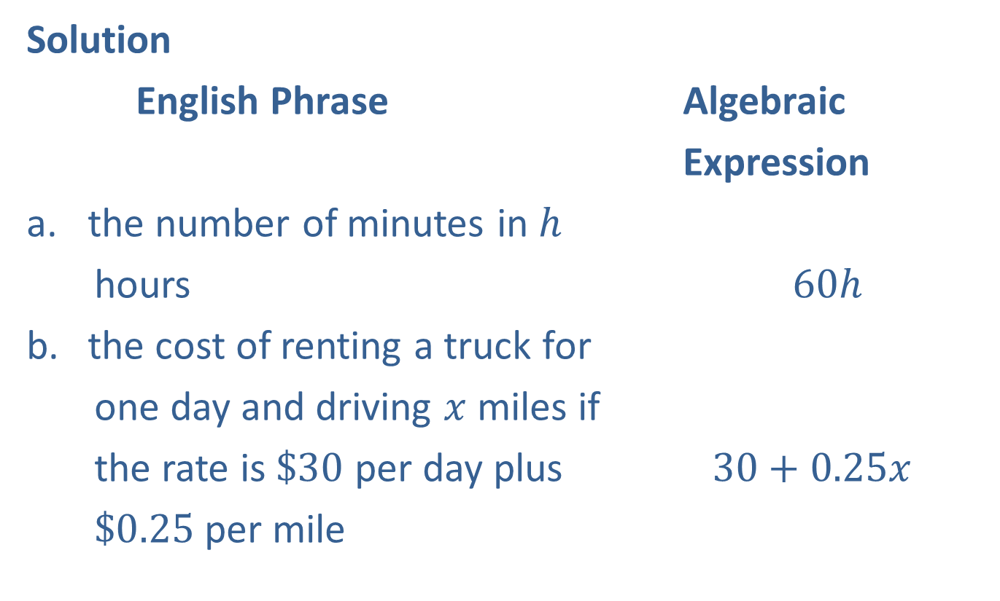 Solution
English Phrase Algebraic
Expression
a. the number of minutes in h
hours 60h
b. the cost of renting a truck for
one day and driving x miles if
the rate is $30 per day plus 30 + 0.25x
$0.25 per mile